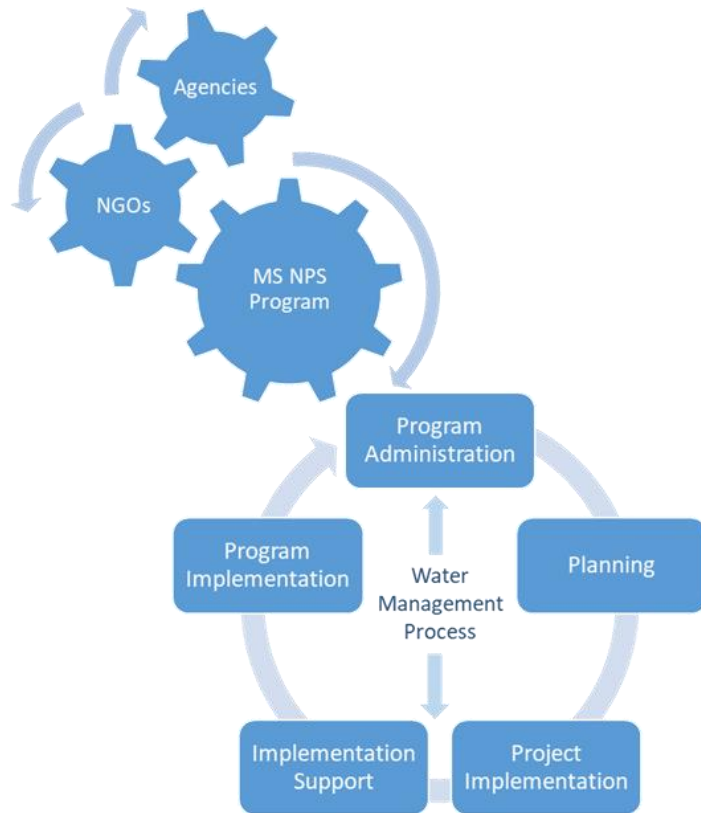 Agencies
NGOs
MS NPS
Program
Program
Administration
Program
Implementation
Planning
Water
Management
Process
Implementation
Support
Project
Implementation